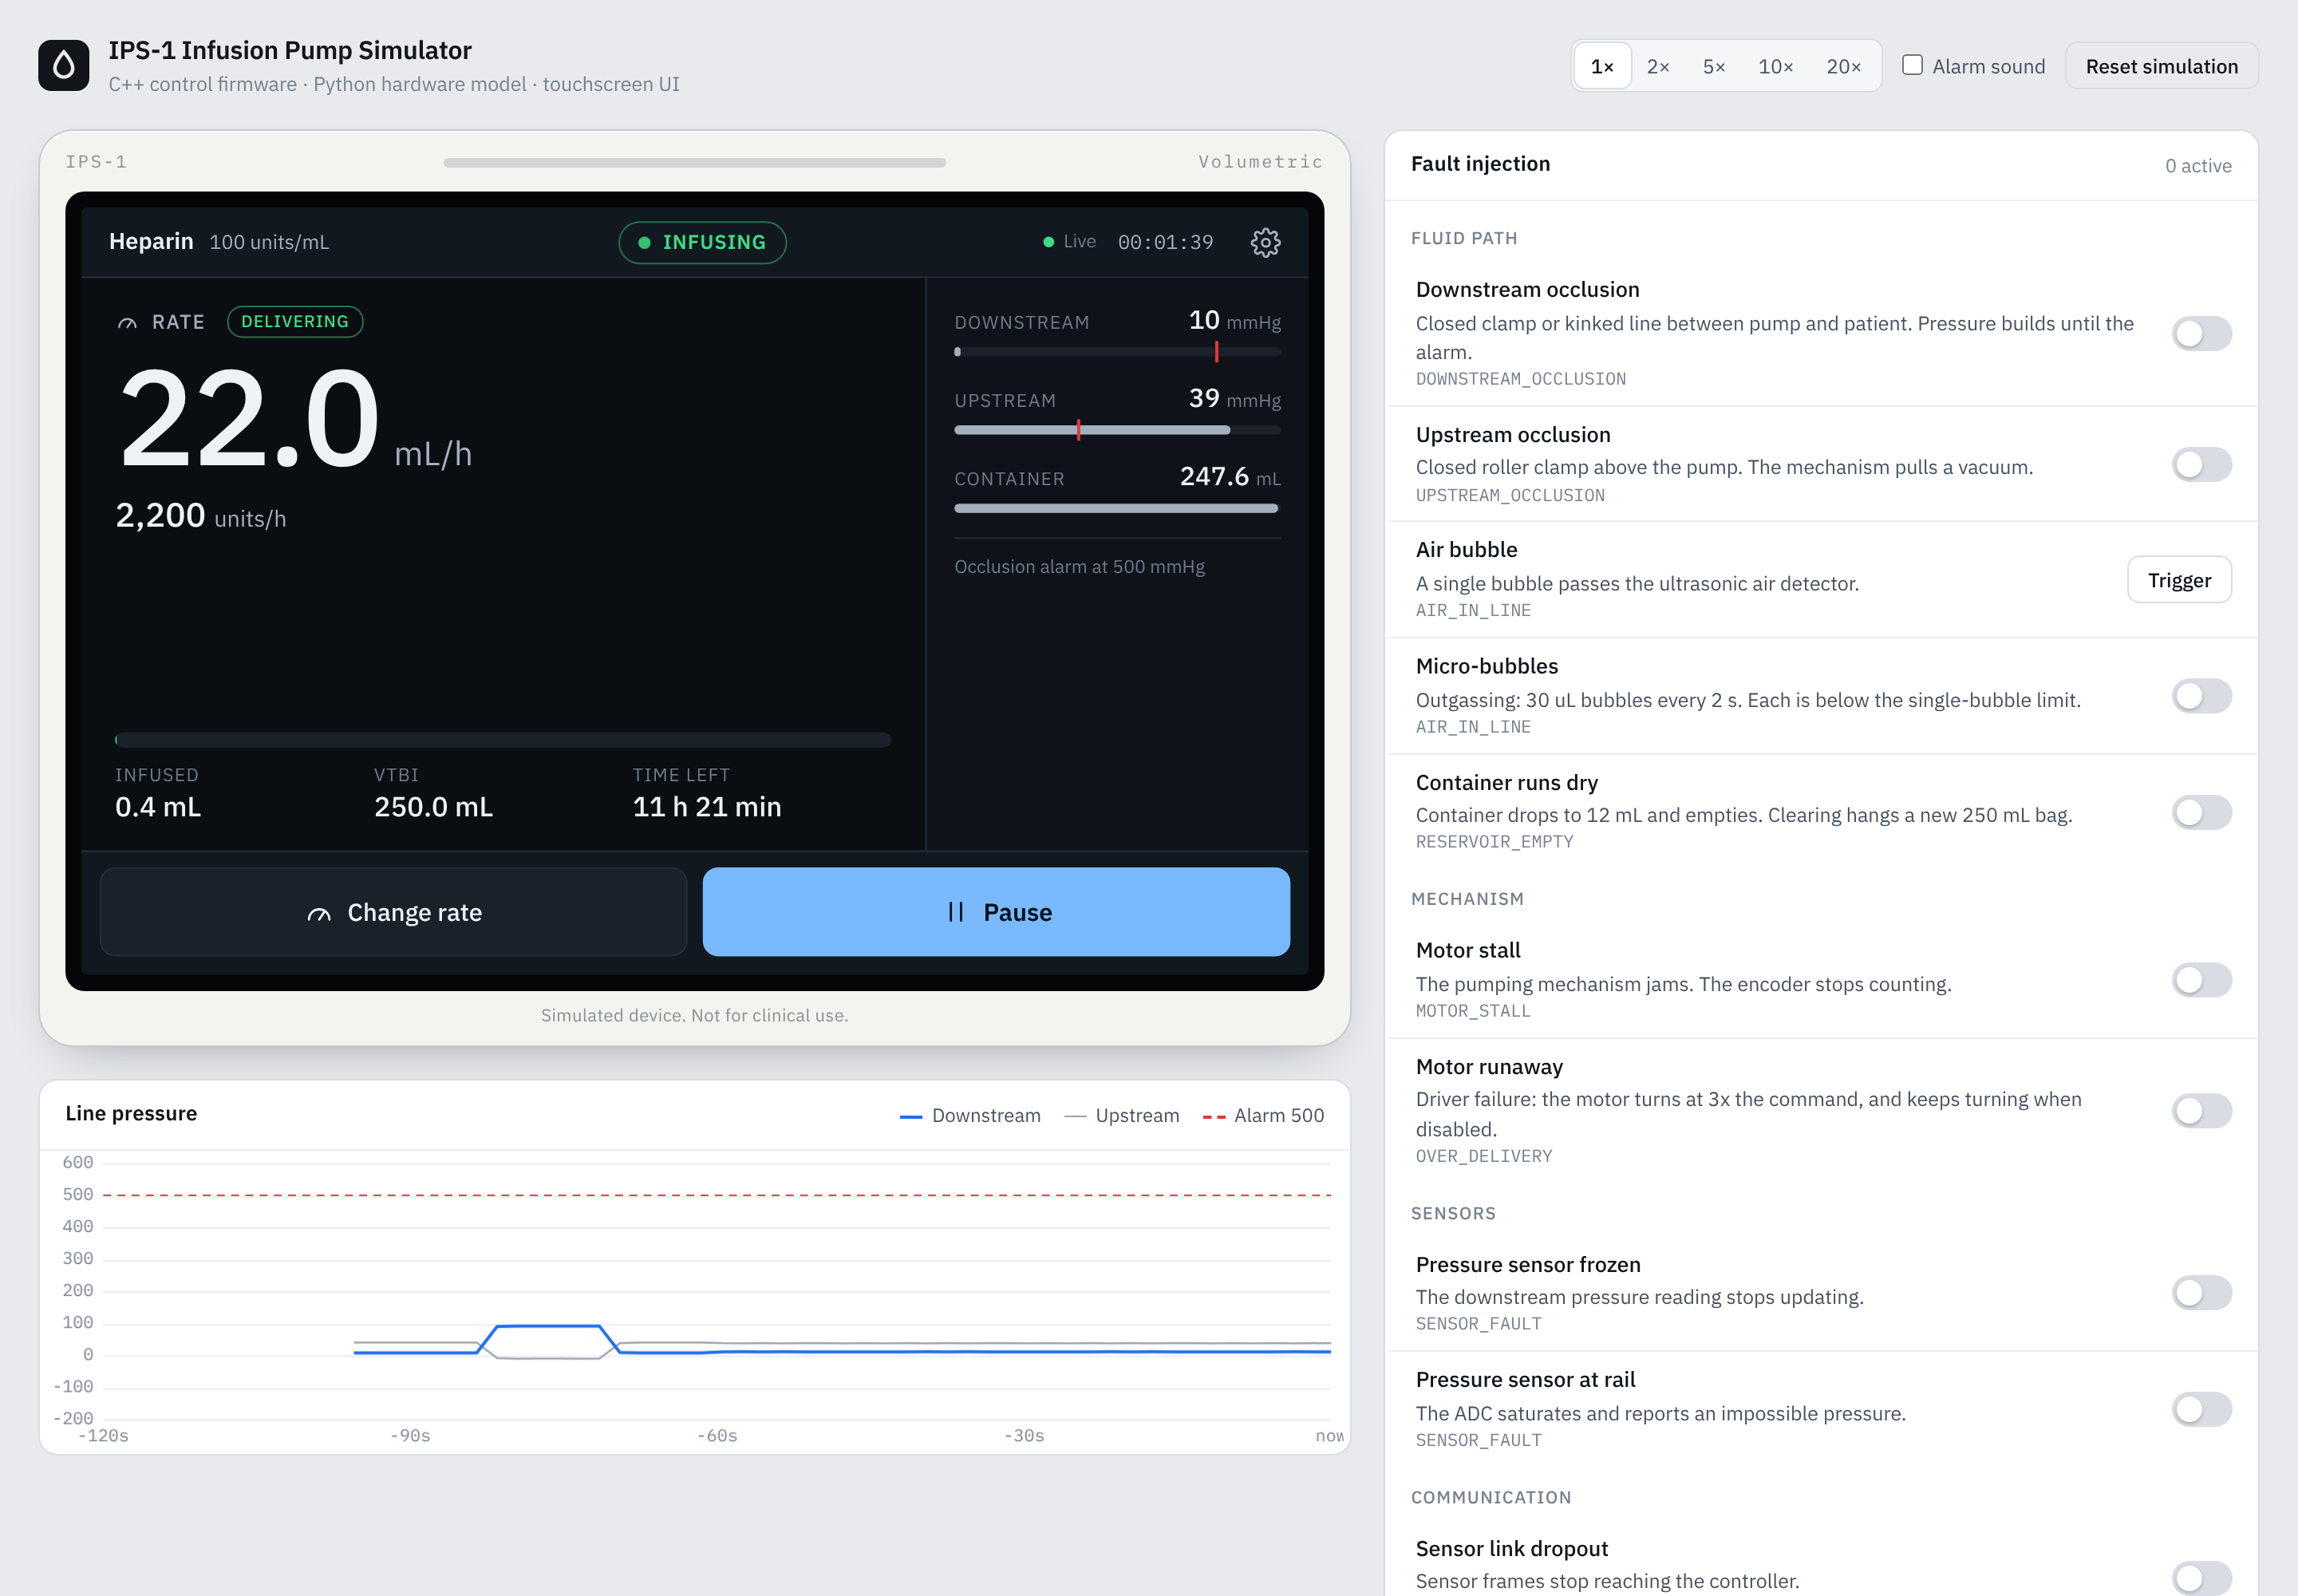 IPS-1 Infusion Pump Simulator
C++ control firmware · Python hardware model · touchscreen UI
1× 2× 5× 10× 20× Alarm sound Reset simulation
IPS-1 Volumetric
Heparin 100 units/mL INFUSING Live 00:01:39
RATE DELIVERING
22.0 mL/h
2,200 units/h
DOWNSTREAM 10 mmHg
UPSTREAM 39 mmHg
CONTAINER 247.6 mL
Occlusion alarm at 500 mmHg
INFUSED VTBI TIME LEFT
0.4 mL 250.0 mL 11 h 21 min
Change rate Pause
Simulated device. Not for clinical use.
Line pressure Downstream Upstream Alarm 500
600
500
400
300
200
100
0
-100
-200
-120s -90s -60s -30s now
Fault injection 0 active
FLUID PATH
Downstream occlusion
Closed clamp or kinked line between pump and patient. Pressure builds until the
alarm.
DOWNSTREAM_OCCLUSION
Upstream occlusion
Closed roller clamp above the pump. The mechanism pulls a vacuum.
UPSTREAM_OCCLUSION
Air bubble
A single bubble passes the ultrasonic air detector.
AIR_IN_LINE
Trigger
Micro-bubbles
Outgassing: 30 uL bubbles every 2 s. Each is below the single-bubble limit.
AIR_IN_LINE
Container runs dry
Container drops to 12 mL and empties. Clearing hangs a new 250 mL bag.
RESERVOIR_EMPTY
MECHANISM
Motor stall
The pumping mechanism jams. The encoder stops counting.
MOTOR_STALL
Motor runaway
Driver failure: the motor turns at 3x the command, and keeps turning when
disabled.
OVER_DELIVERY
SENSORS
Pressure sensor frozen
The downstream pressure reading stops updating.
SENSOR_FAULT
Pressure sensor at rail
The ADC saturates and reports an impossible pressure.
SENSOR_FAULT
COMMUNICATION
Sensor link dropout
Sensor frames stop reaching the controller.